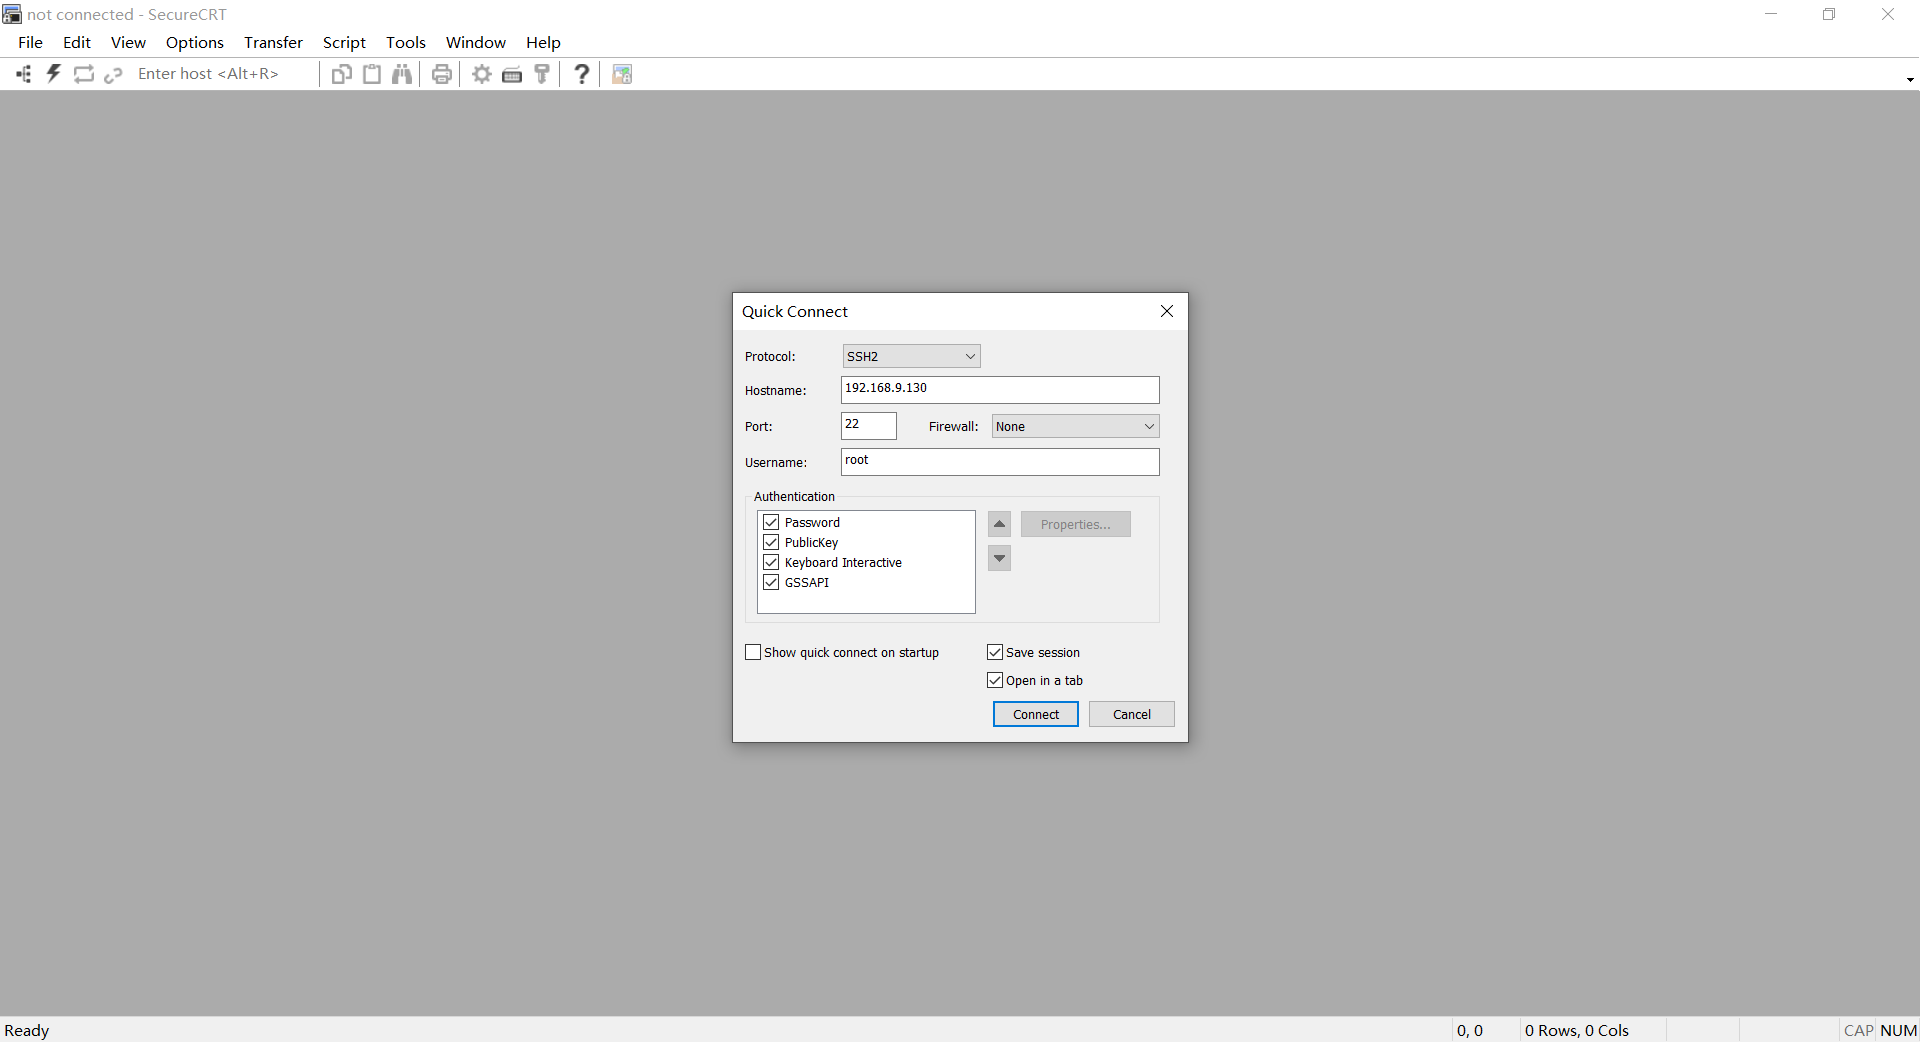 not connected - SecureCRT
File Edit View Options Transfer Script Tools Window Help
Enter host <Alt+R>
Quick Connect
Protocol: SSH2
Hostname: 192.168.9.130
Port: 22 Firewall: None
Username: root
Authentication
Password
Properties...
PublicKey
Keyboard Interactive
GSSAPI
Show quick connect on startup
Save session
Open in a tab
Connect Cancel
Ready 0, 0 0 Rows, 0 Cols CAP NUM